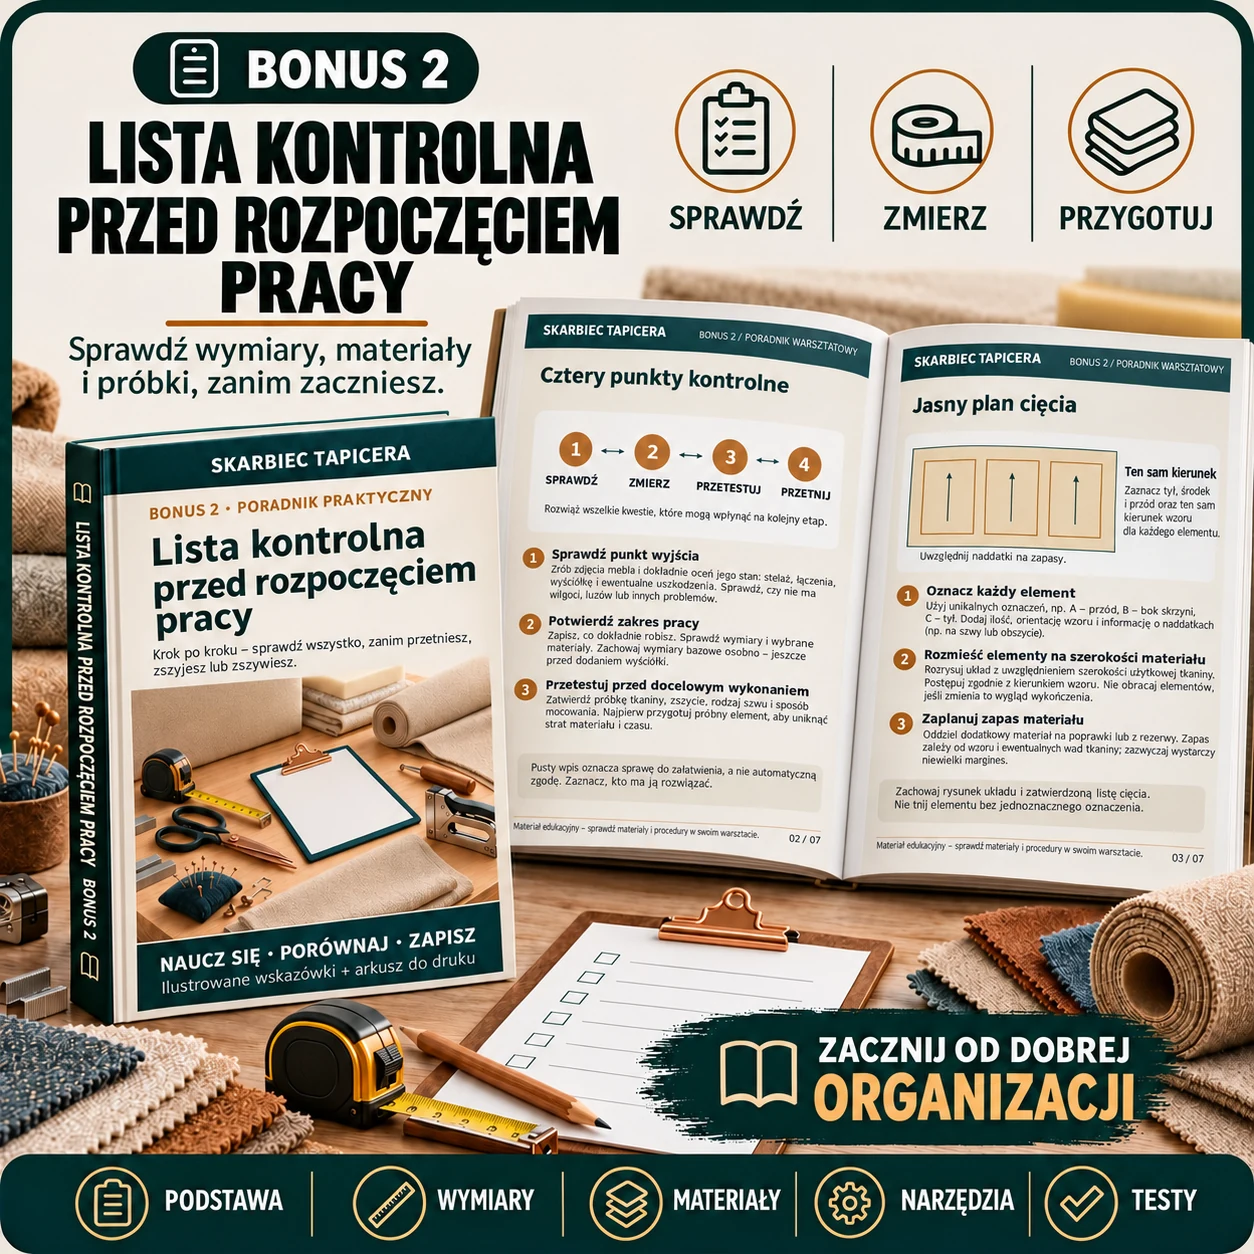 BONUS 2
LISTA KONTROLNA
PRZED ROZPOCZĘCIEM
PRACY
Sprawdź wymiary, materiały
i próbki, zanim zaczniesz.
SPRAWDŹ
ZMIERZ
PRZYGOTUJ
SKARBIEC TAPICERA
BONUS 2 • PORADNIK PRAKTYCZNY
Lista kontrolna
przed rozpoczęciem
pracy
Krok po kroku – sprawdź wszystko, zanim przetniesz,
zszyjesz lub zszywiesz.
NAUCZ SIĘ • PORÓWNAJ • ZAPISZ
Ilustrowane wskazówki + arkusz do druku
LISTA KONTROLNA PRZED ROZPOCZĘCIEM PRACY BONUS 2
SKARBIEC TAPICERA
BONUS 2 / PORADNIK WARSZTATOWY
Cztery punkty kontrolne
1 2 3 4
SPRAWDŹ ZMIERZ PRZETESTUJ PRZETNIJ
Rozwiąż wszelkie kwestie, które mogą wpłynąć na kolejny etap.
1 Sprawdź punkt wyjścia
Zrób zdjęcia mebla i dokładnie oceń jego stan: stelaż, łączenia,
wyściółkę i ewentualne uszkodzenia. Sprawdź, czy nie ma
wilgoci, luzów lub innych problemów.
2 Potwierdź zakres pracy
Zapisz, co dokładnie robisz. Sprawdź wymiary i wybrane
materiały. Zachowaj wymiary bazowe osobno – jeszcze
przed dodaniem wyściółki.
3 Przetestuj przed docelowym wykonaniem
Zatwierdź próbkę tkaniny, zszycie, rodzaj szwu i sposób
mocowania. Najpierw przygotuj próbny element, aby uniknąć
strat materiału i czasu.
Pusty wpis oznacza sprawę do załatwienia, a nie automatyczną
zgodę. Zaznacz, kto ma ją rozwiązać.
Materiał edukacyjny – sprawdź materiały i procedury w swoim warsztacie.
02 / 07
SKARBIEC TAPICERA
BONUS 2 / PORADNIK WARSZTATOWY
Jasny plan cięcia
Ten sam kierunek
Zaznacz tył, środek
i przód oraz ten sam
kierunek wzoru
dla każdego elementu.
Uwzględnij naddatki na zapasy.
1 Oznacz każdy element
Użyj unikalnych oznaczeń, np. A – przód, B – bok skrzyni,
C – tył. Dodaj ilość, orientację wzoru i informację o naddatkach
(np. na szwy lub obszycie).
2 Rozmieść elementy na szerokości materiału
Rozrysuj układ z uwzględnieniem szerokości użytkowej tkaniny.
Postępuj zgodnie z kierunkiem wzoru. Nie obracaj elementów,
jeśli zmienia to wygląd wykończenia.
3 Zaplanuj zapas materiału
Oddziel dodatkowy materiał na poprawki lub z rezerwy. Zapas
zależy od wzoru i ewentualnych wad tkaniny; zazwyczaj wystarczy
niewielki margines.
Zachowaj rysunek układu i zatwierdzoną listę cięcia.
Nie tnij elementu bez jednoznacznego oznaczenia.
Materiał edukacyjny – sprawdź materiały i procedury w swoim warsztacie.
03 / 07
ZACZNIJ OD DOBREJ
ORGANIZACJI
PODSTAWA
WYMIARY
MATERIAŁY
NARZĘDZIA
TESTY